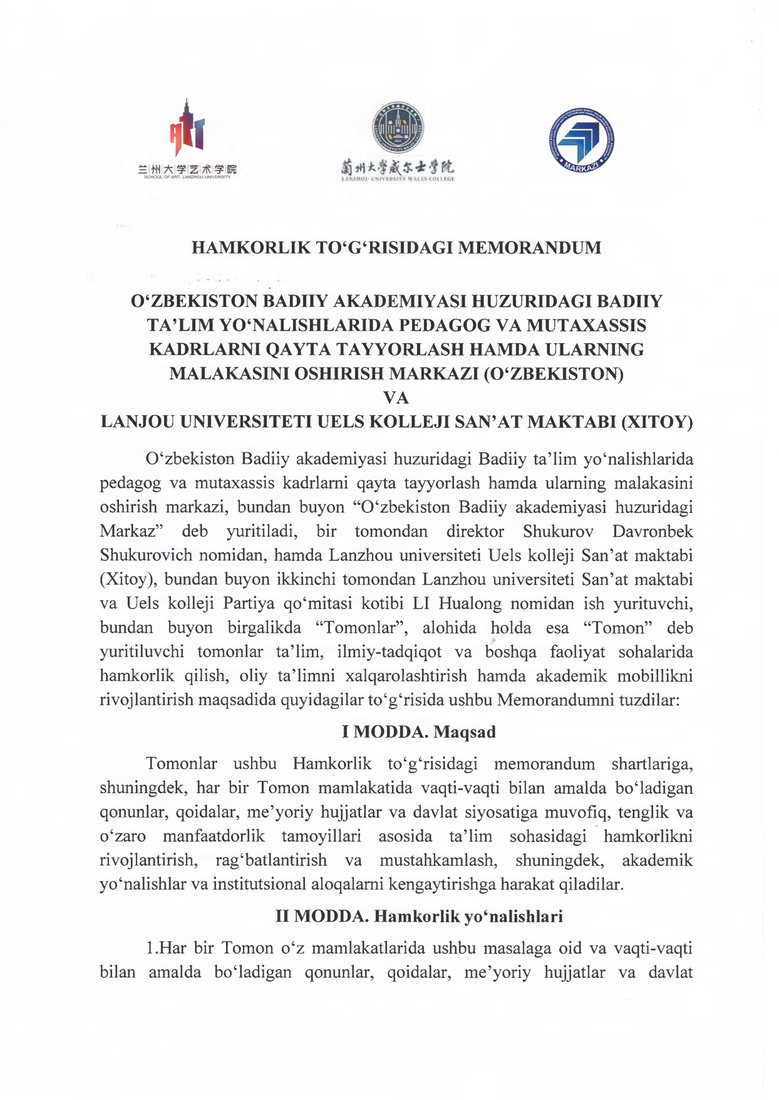 兰州大学艺术学院
SCHOOL OF ART, LANZHOU UNIVERSITY
蘭州大學威尔士学院
LANZHOU UNIVERSITY WALES COLLEGE
MARKAZI
HAMKORLIK TO‘G‘RISIDAGI MEMORANDUM
O‘ZBEKISTON BADIIY AKADEMIYASI HUZURIDAGI BADIIY
TA’LIM YO‘NALISHLARIDA PEDAGOG VA MUTAXASSIS
KADRLARNI QAYTA TAYYORLASH HAMDA ULARNING
MALAKASINI OSHIRISH MARKAZI (O‘ZBEKISTON)
VA
LANJOU UNIVERSITETI UELS KOLLEJI SAN’AT MAKTABI (XITOY)
O‘zbekiston Badiiy akademiyasi huzuridagi Badiiy ta’lim yo‘nalishlarida
pedagog va mutaxassis kadrlarni qayta tayyorlash hamda ularning malakasini
oshirish markazi, bundan buyon “O‘zbekiston Badiiy akademiyasi huzuridagi
Markaz” deb yuritiladi, bir tomondan direktor Shukurov Davronbek
Shukurovich nomidan, hamda Lanzhou universiteti Uels kolleji San’at maktabi
(Xitoy), bundan buyon ikkinchi tomondan Lanzhou universiteti San’at maktabi
va Uels kolleji Partiya qo‘mitasi kotibi LI Hualong nomidan ish yurituvchi,
bundan buyon birgalikda “Tomonlar”, alohida holda esa “Tomon” deb
yuritiluvchi tomonlar ta’lim, ilmiy-tadqiqot va boshqa faoliyat sohalarida
hamkorlik qilish, oliy ta’limni xalqarolashtirish hamda akademik mobillikni
rivojlantirish maqsadida quyidagilar to‘g‘risida ushbu Memorandumni tuzdilar:
I MODDA. Maqsad
Tomonlar ushbu Hamkorlik to‘g‘risidagi memorandum shartlariga,
shuningdek, har bir Tomon mamlakatida vaqti-vaqti bilan amalda bo‘ladigan
qonunlar, qoidalar, me’yoriy hujjatlar va davlat siyosatiga muvofiq, tenglik va
o‘zaro manfaatdorlik tamoyillari asosida ta’lim sohasidagi hamkorlikni
rivojlantirish, rag‘batlantirish va mustahkamlash, shuningdek, akademik
yo‘nalishlar va institutsional aloqalarni kengaytirishga harakat qiladilar.
II MODDA. Hamkorlik yo‘nalishlari
1.Har bir Tomon o‘z mamlakatlarida ushbu masalaga oid va vaqti-vaqti
bilan amalda bo‘ladigan qonunlar, qoidalar, me’yoriy hujjatlar va davlat